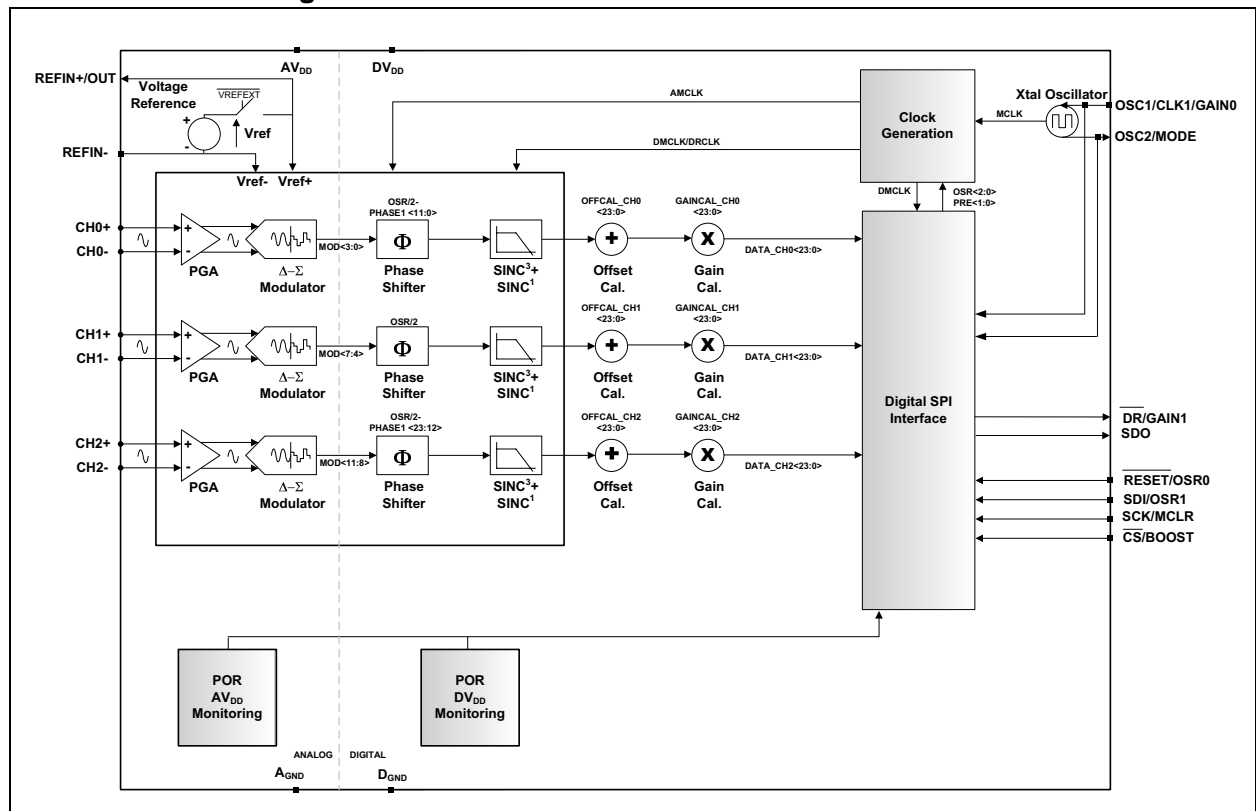 REFIN+/OUT
AVDD
DVDD
Voltage
Reference
VREFEXT
+
-
Vref
REFIN-
Vref-
Vref+
AMCLK
DMCLK/DRCLK
Clock
Generation
MCLK
Xtal Oscillator
OSC1/CLK1/GAIN0
OSC2/MODE
DMCLK
OSR<2:0>
PRE<1:0>
CH0+
CH0-
+
-
PGA
Δ–Σ
Modulator
MOD<3:0>
OSR/2-
PHASE1 <11:0>
Φ
Phase
Shifter
SINC³+
SINC¹
OFFCAL_CH0
<23:0>
+
Offset
Cal.
GAINCAL_CH0
<23:0>
X
Gain
Cal.
DATA_CH0<23:0>
CH1+
CH1-
+
-
PGA
Δ–Σ
Modulator
MOD<7:4>
OSR/2
Φ
Phase
Shifter
SINC³+
SINC¹
OFFCAL_CH1
<23:0>
+
Offset
Cal.
GAINCAL_CH1
<23:0>
X
Gain
Cal.
DATA_CH1<23:0>
CH2+
CH2-
+
-
PGA
Δ–Σ
Modulator
MOD<11:8>
OSR/2-
PHASE1 <23:12>
Φ
Phase
Shifter
SINC³+
SINC¹
OFFCAL_CH2
<23:0>
+
Offset
Cal.
GAINCAL_CH2
<23:0>
X
Gain
Cal.
DATA_CH2<23:0>
Digital SPI
Interface
DR/GAIN1
SDO
RESET/OSR0
SDI/OSR1
SCK/MCLR
CS/BOOST
POR
AVDD
Monitoring
POR
DVDD
Monitoring
ANALOG
DIGITAL
AGND
DGND